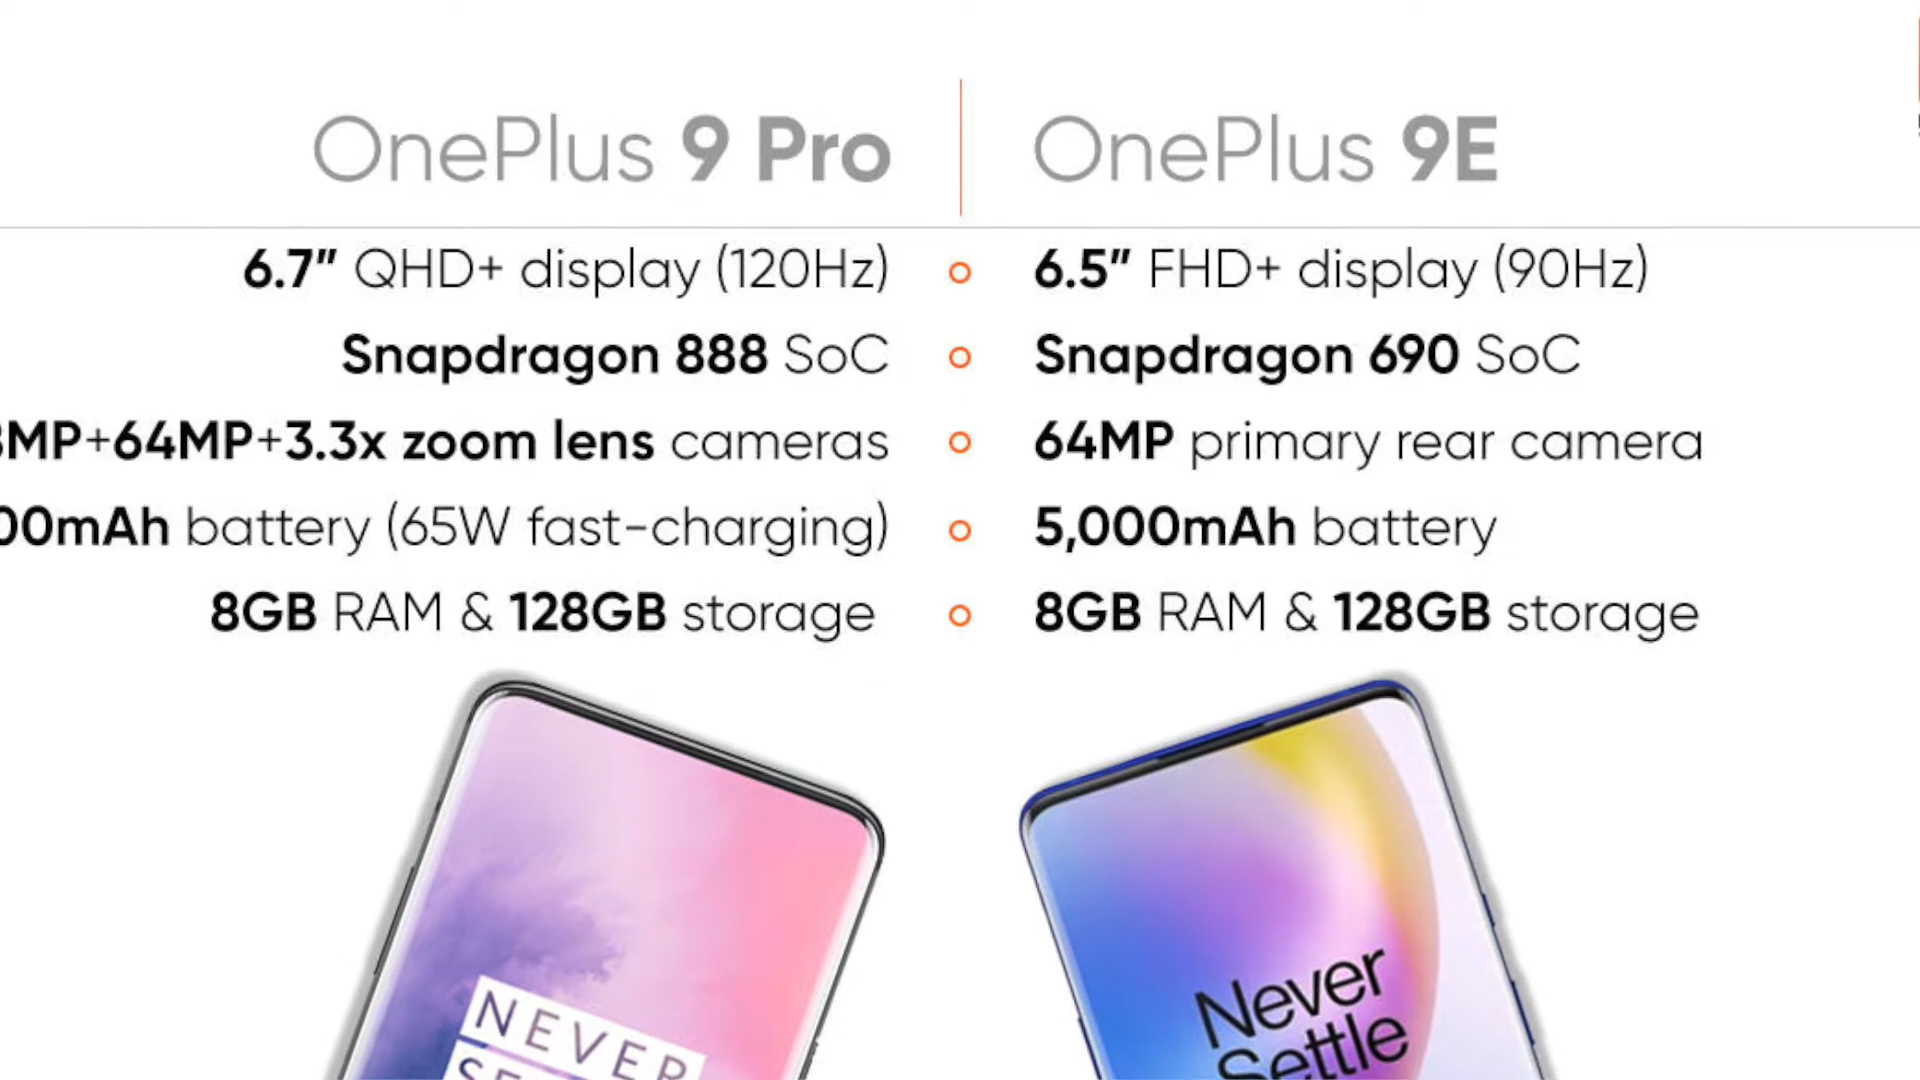 OnePlus 9 Pro
OnePlus 9E
6.7” QHD+ display (120Hz)
6.5” FHD+ display (90Hz)
Snapdragon 888 SoC
Snapdragon 690 SoC
MP+64MP+3.3x zoom lens cameras
64MP primary rear camera
00mAh battery (65W fast-charging)
5,000mAh battery
8GB RAM & 128GB storage
8GB RAM & 128GB storage
NEVER
Never
Settle